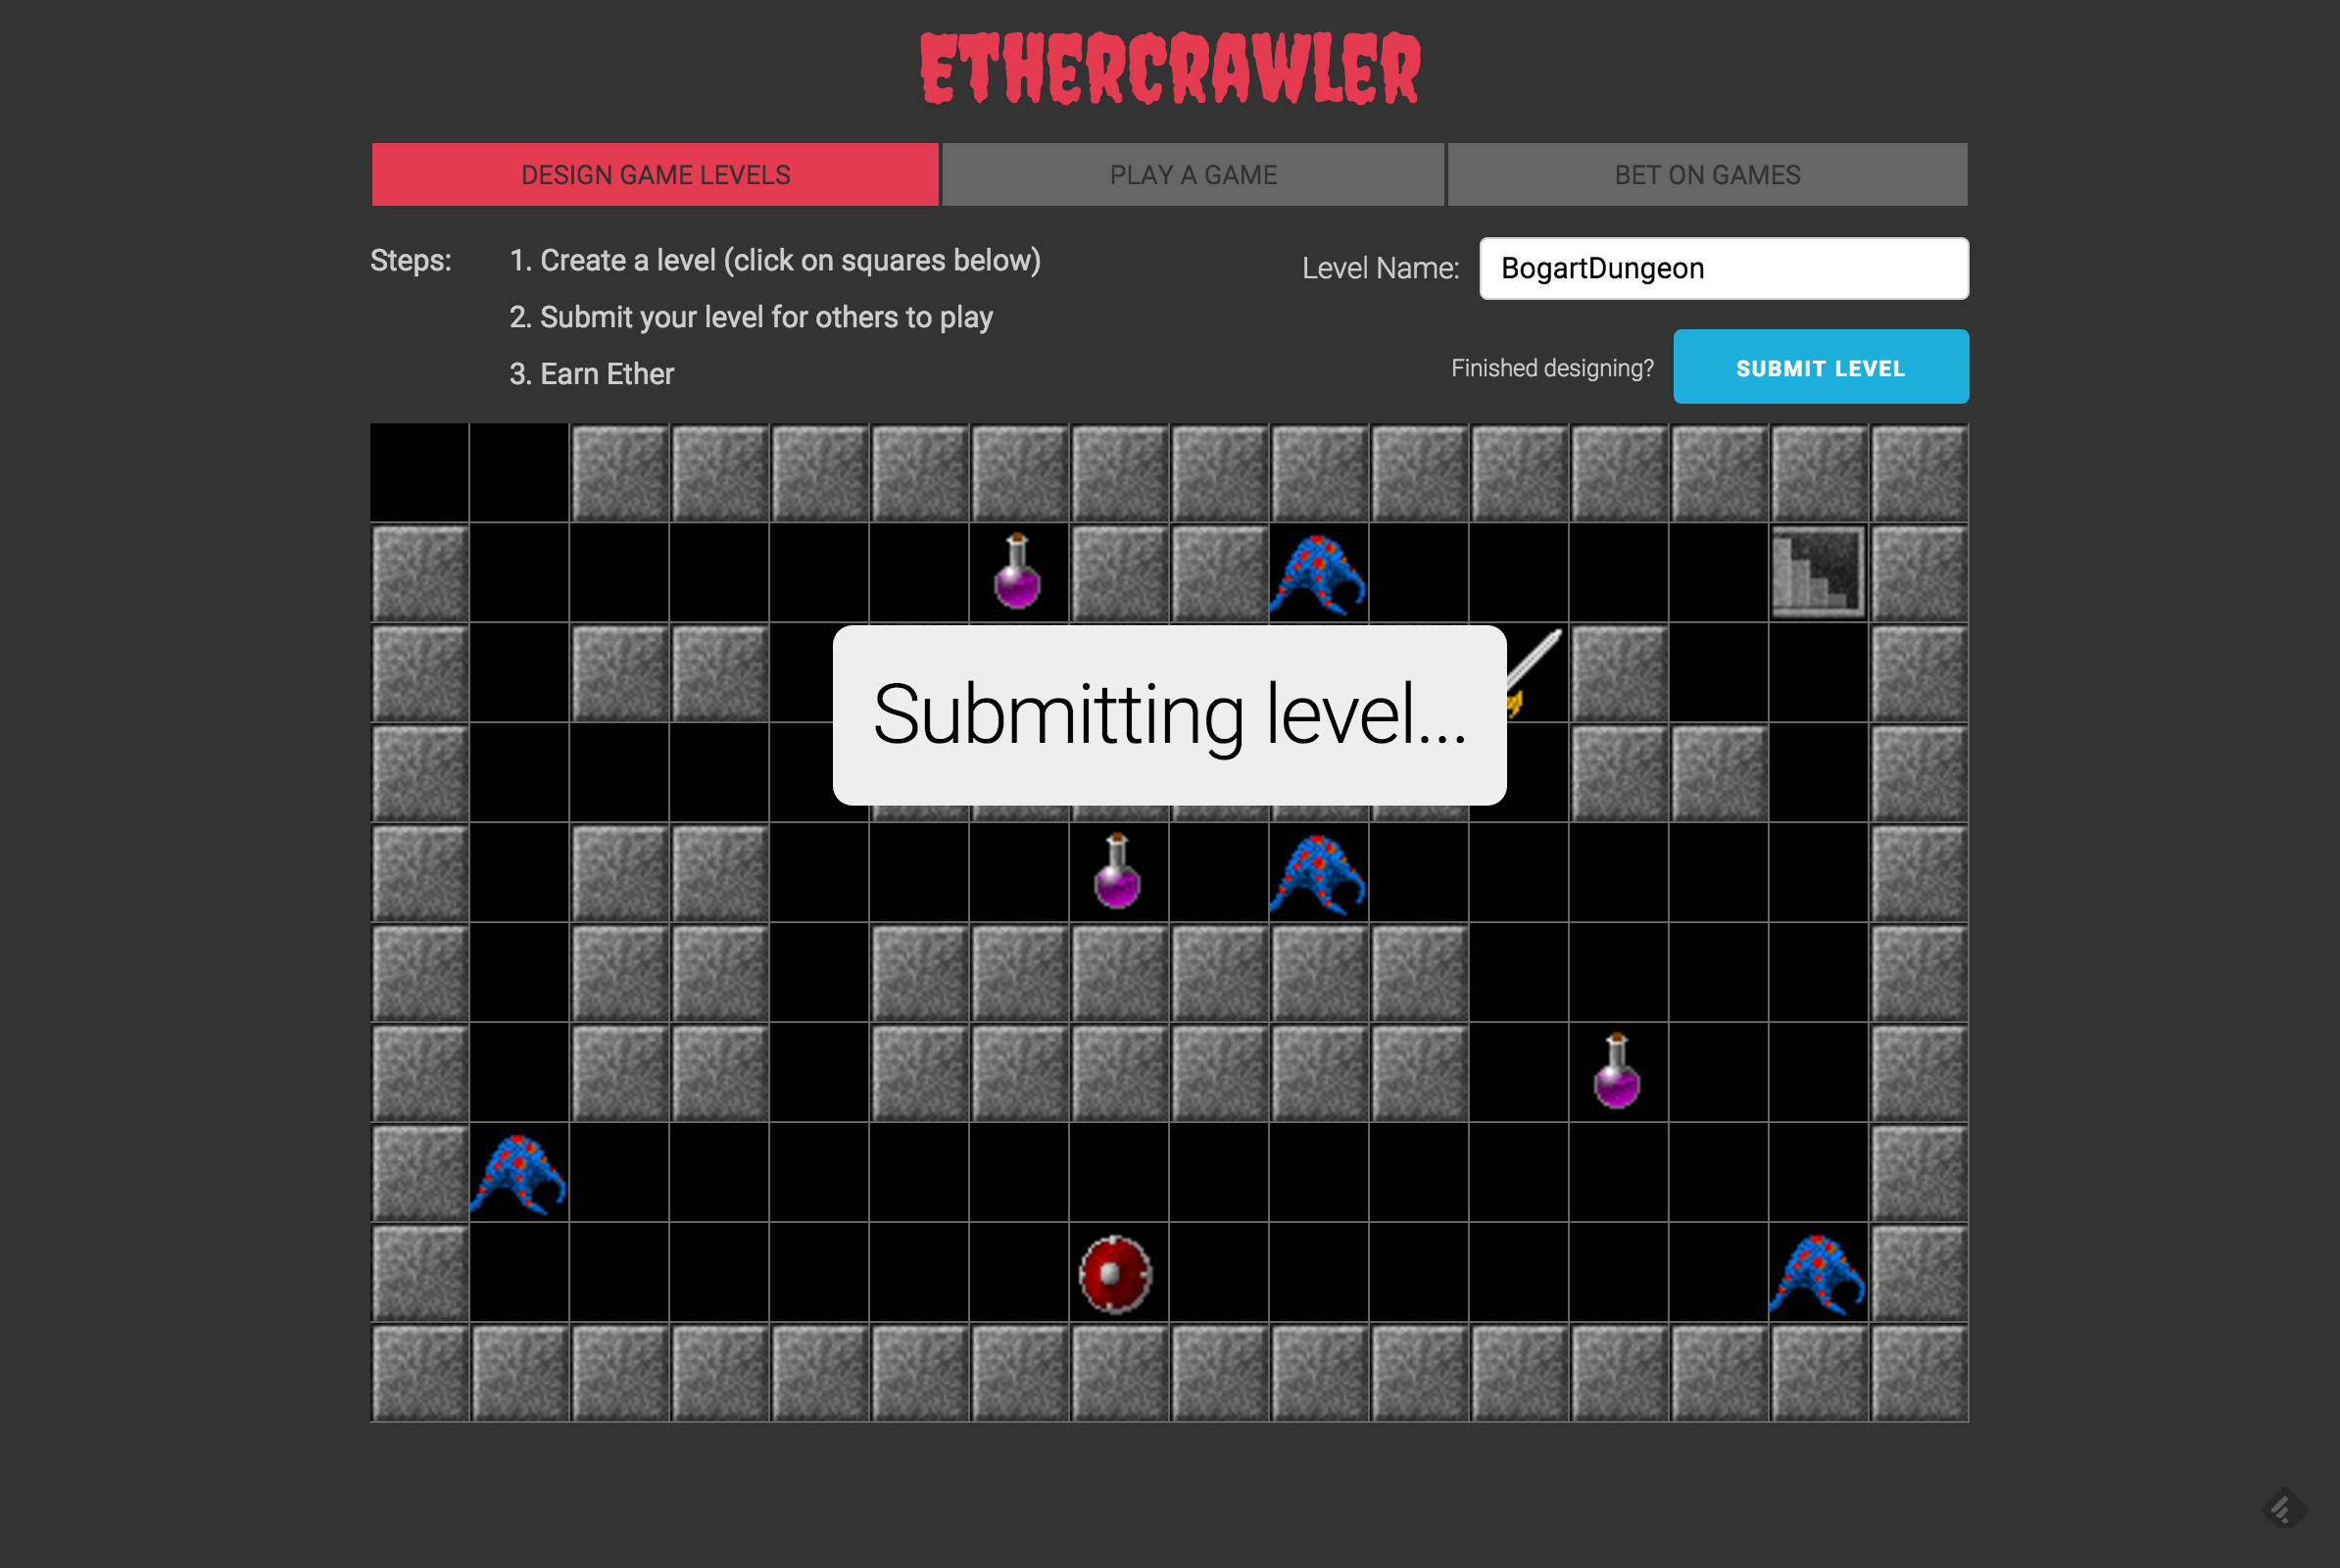 ETHERCRAWLER
DESIGN GAME LEVELS
PLAY A GAME
BET ON GAMES
Steps:
1. Create a level (click on squares below)
2. Submit your level for others to play
3. Earn Ether
Level Name:
BogartDungeon
Finished designing?
SUBMIT LEVEL
Submitting level...